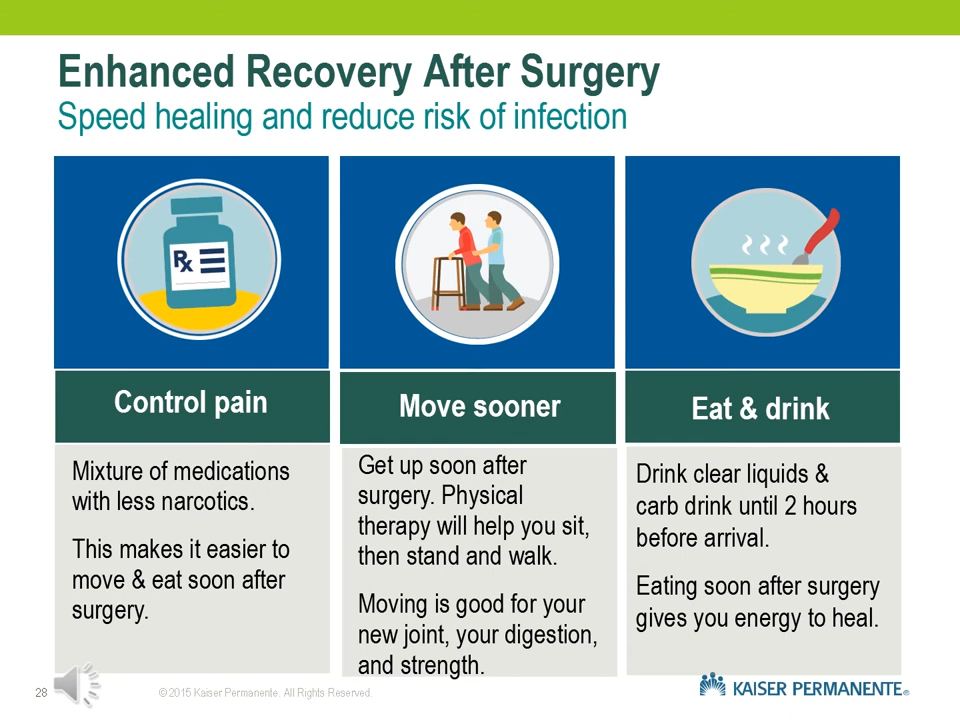 Enhanced Recovery After Surgery
Speed healing and reduce risk of infection
Rx
Control pain
Mixture of medications
with less narcotics.
This makes it easier to
move & eat soon after
surgery.
Move sooner
Get up soon after
surgery. Physical
therapy will help you sit,
then stand and walk.
Moving is good for your
new joint, your digestion,
and strength.
Eat & drink
Drink clear liquids &
carb drink until 2 hours
before arrival.
Eating soon after surgery
gives you energy to heal.
28
© 2015 Kaiser Permanente. All Rights Reserved.
KAISER PERMANENTE®